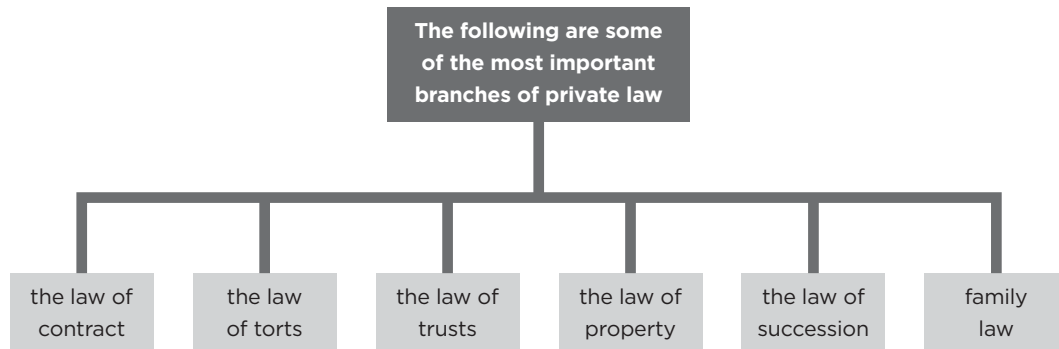 The following are some
of the most important
branches of private law
the law of
contract
the law
of torts
the law of
trusts
the law of
property
the law of
succession
family
law